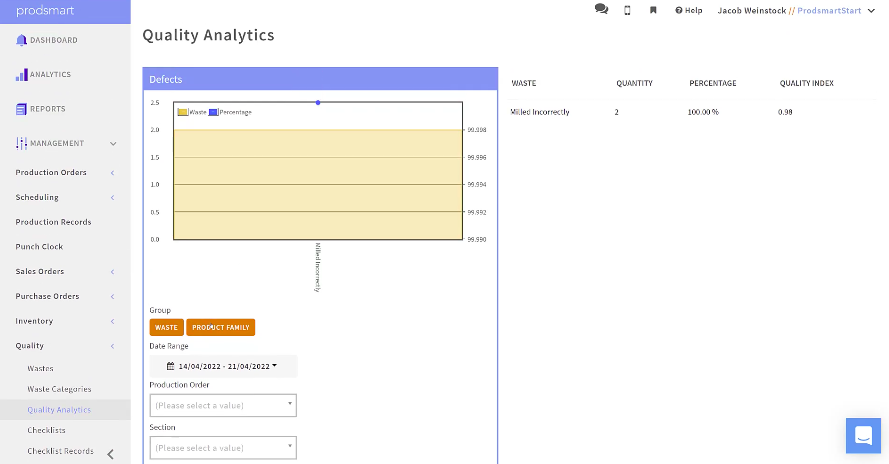 prodsmart
Help
Jacob Weinstock // ProdsmartStart
DASHBOARD
ANALYTICS
REPORTS
MANAGEMENT
Production Orders
Scheduling
Production Records
Punch Clock
Sales Orders
Purchase Orders
Inventory
Quality
Wastes
Waste Categories
Quality Analytics
Checklists
Checklist Records
Quality Analytics
Defects
Waste Percentage
2.5
2.0
1.5
1.0
0.5
0.0
99.998
99.996
99.994
99.992
99.990
Milled Incorrectly
Group
WASTE PRODUCT FAMILY
Date Range
14/04/2022 - 21/04/2022
Production Order
(Please select a value)
Section
(Please select a value)
WASTE QUANTITY PERCENTAGE QUALITY INDEX
Milled Incorrectly 2 100.00 % 0.98